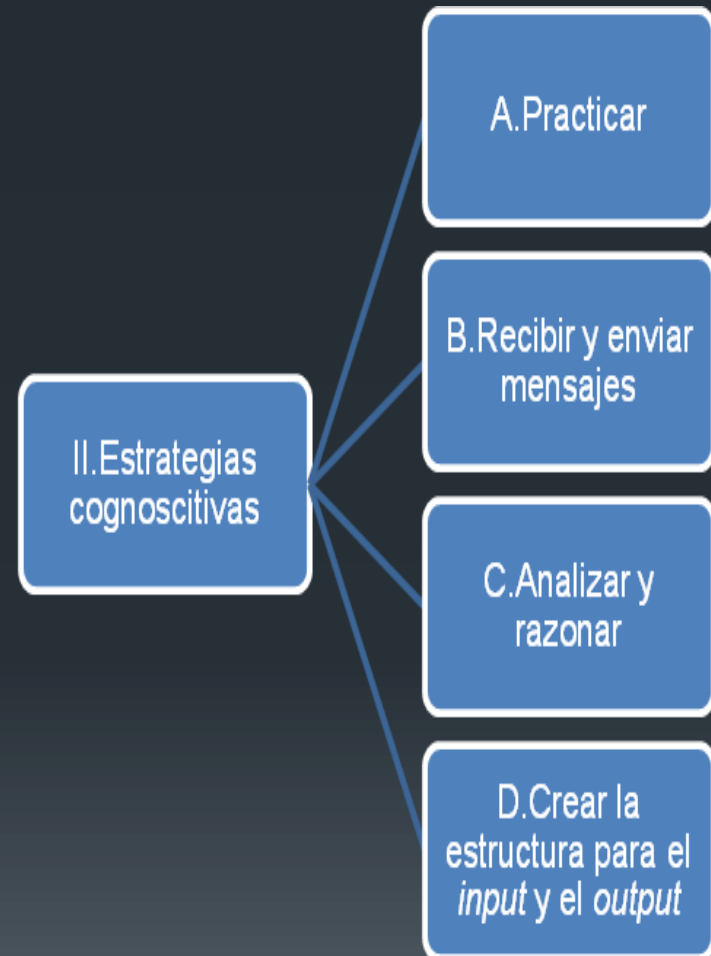 A.Practicar
B.Recibir y enviar
mensajes
II.Estrategias
cognoscitivas
C.Analizar y
razonar
D.Crear la
estructura para el
input y el output